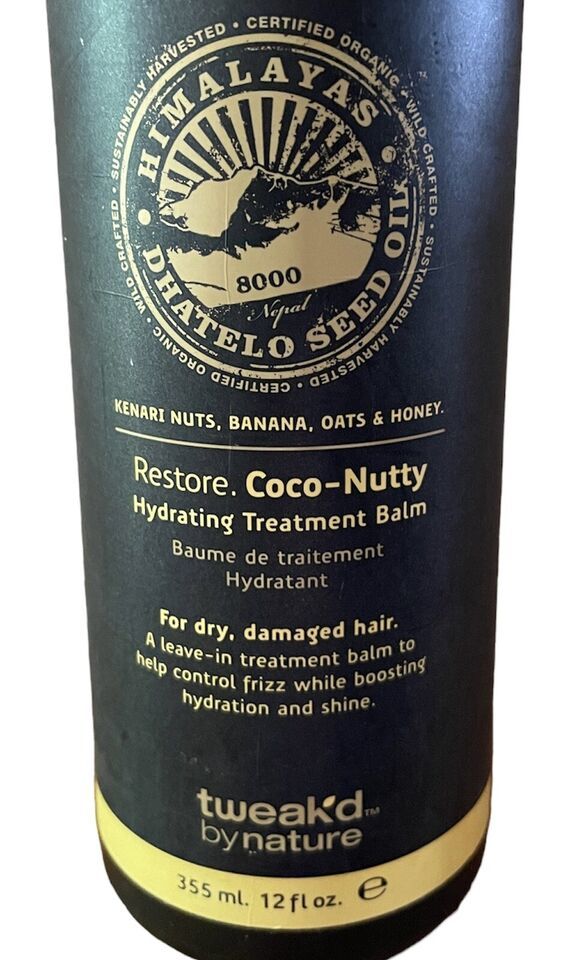 WILD CRAFTED • SUSTAINABLY HARVESTED • CERTIFIED ORGANIC • WILD CRAFTED • SUSTAINABLY HARVESTED • CERTIFIED ORGANIC •
• HIMALAYAS •
DHATELO SEED OIL
8000
Nepal
KENARI NUTS, BANANA, OATS & HONEY.
Restore. Coco-Nutty
Hydrating Treatment Balm
Baume de traitement
Hydratant
For dry, damaged hair.
A leave-in treatment balm to
help control frizz while boosting
hydration and shine.
tweak'd™
by nature
355 ml. 12 fl oz. ℮